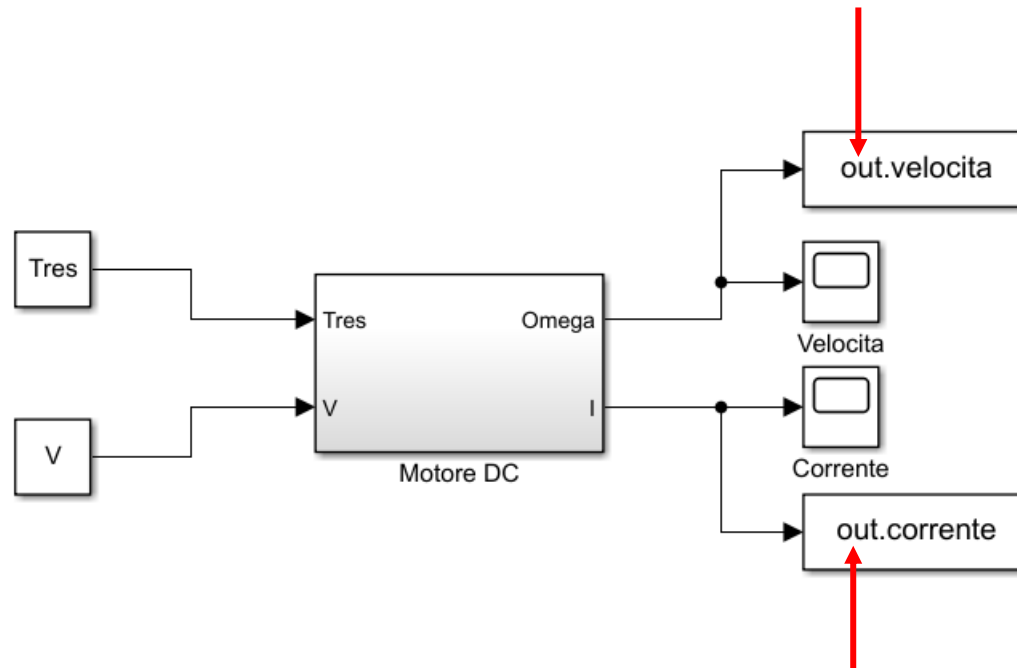 out.velocita
Tres
Tres
Omega
Velocita
V
V
I
Corrente
Motore DC
out.corrente